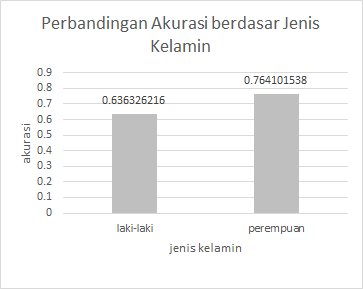 Perbandingan Akurasi berdasar Jenis
Kelamin
0.9
0.8
0.7
0.6
0.5
0.4
0.3
0.2
0.1
0
akurasi
0.636326216
0.764101538
laki-laki
perempuan
jenis kelamin